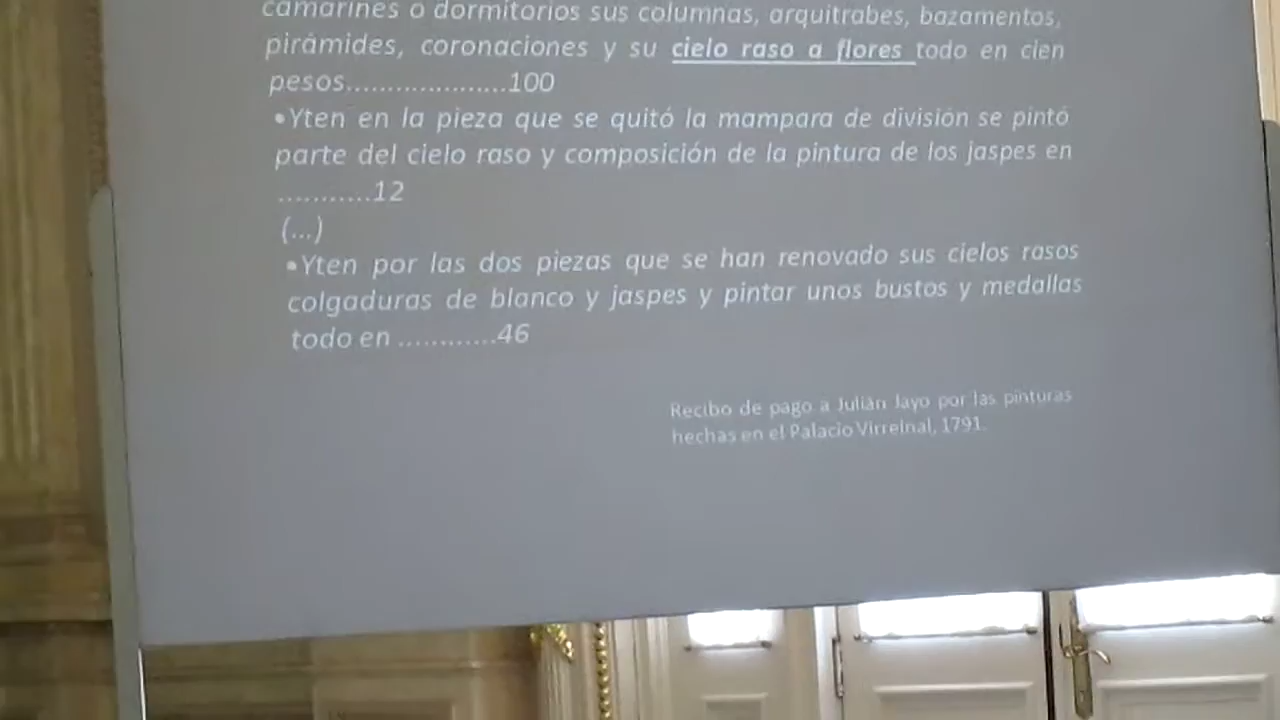 camarines o dormitorios sus columnas, arquitrabes, bazamentos,
pirámides, coronaciones y su cielo raso a flores todo en cien
pesos....................100
•Yten en la pieza que se quitó la mampara de división se pintó
parte del cielo raso y composición de la pintura de los jaspes en
............12
(...)
•Yten por las dos piezas que se han renovado sus cielos rasos
colgaduras de blanco y jaspes y pintar unos bustos y medallas
todo en ............46
Recibo de pago a Julián Jayo por las pinturas
hechas en el Palacio Virreinal, 1791.